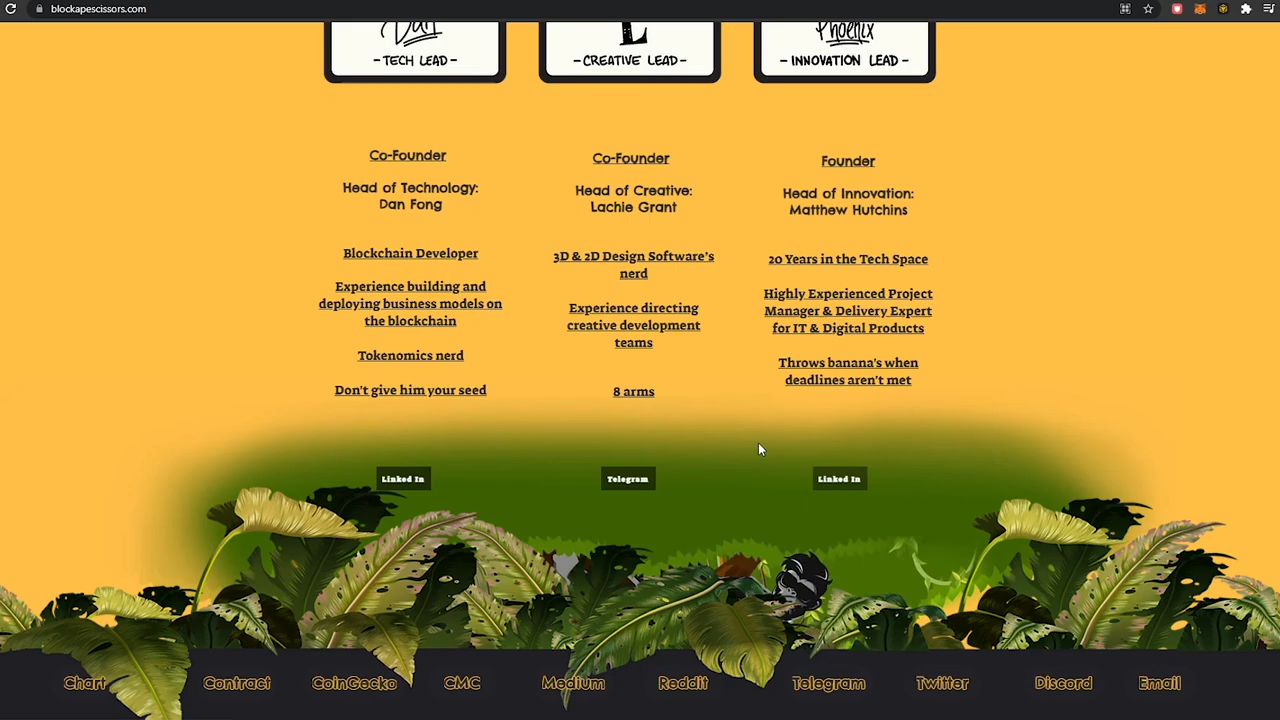 blockapescissors.com
Dan
L
Phoenix
- TECH LEAD -
- CREATIVE LEAD -
- INNOVATION LEAD -
Co-Founder
Head of Technology:
Dan Fong
Blockchain Developer
Experience building and
deploying business models on
the blockchain
Tokenomics nerd
Don't give him your seed
Co-Founder
Head of Creative:
Lachie Grant
3D & 2D Design Software's
nerd
Experience directing
creative development
teams
8 arms
Founder
Head of Innovation:
Matthew Hutchins
20 Years in the Tech Space
Highly Experienced Project
Manager & Delivery Expert
for IT & Digital Products
Throws banana's when
deadlines aren't met
Linked In
Telegram
Linked In
Chart
Contract
CoinGecko
CMC
Medium
Reddit
Telegram
Twitter
Discord
Email